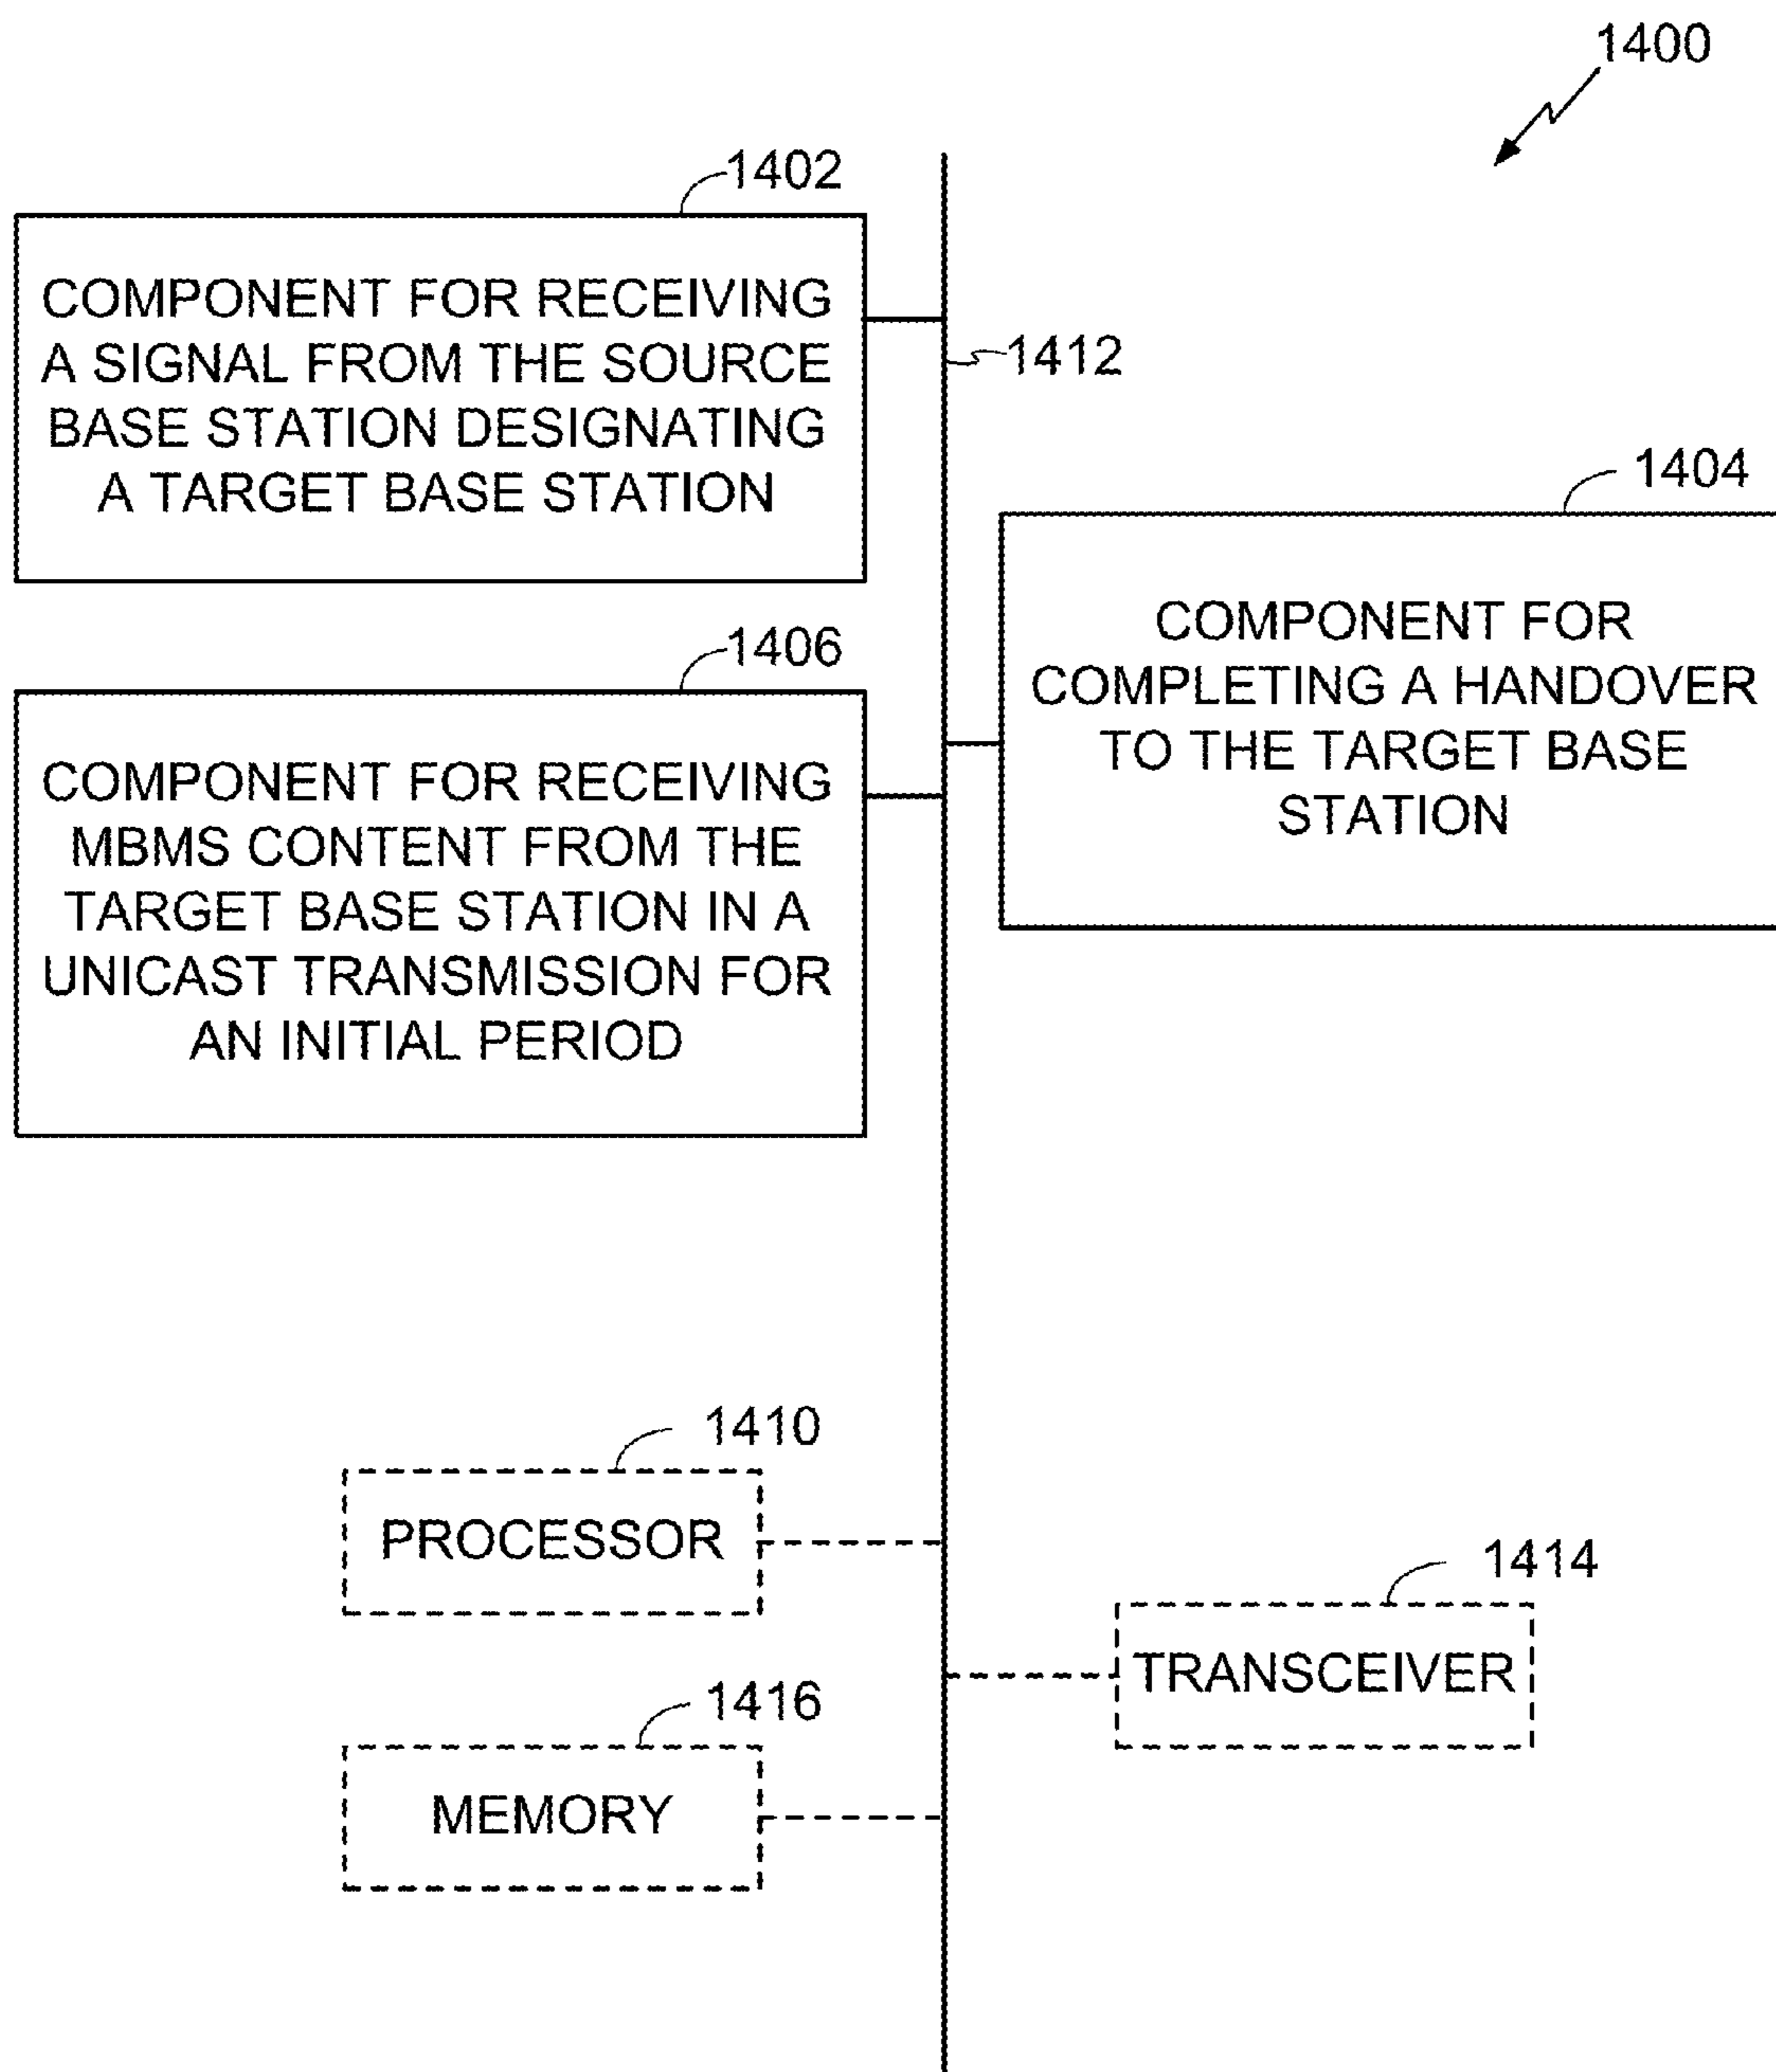 1400
1402
COMPONENT FOR RECEIVING
A SIGNAL FROM THE SOURCE
BASE STATION DESIGNATING
A TARGET BASE STATION
1412
1404
COMPONENT FOR
COMPLETING A HANDOVER
TO THE TARGET BASE
STATION
1406
COMPONENT FOR RECEIVING
MBMS CONTENT FROM THE
TARGET BASE STATION IN A
UNICAST TRANSMISSION FOR
AN INITIAL PERIOD
1410
PROCESSOR
1414
TRANSCEIVER
1416
MEMORY